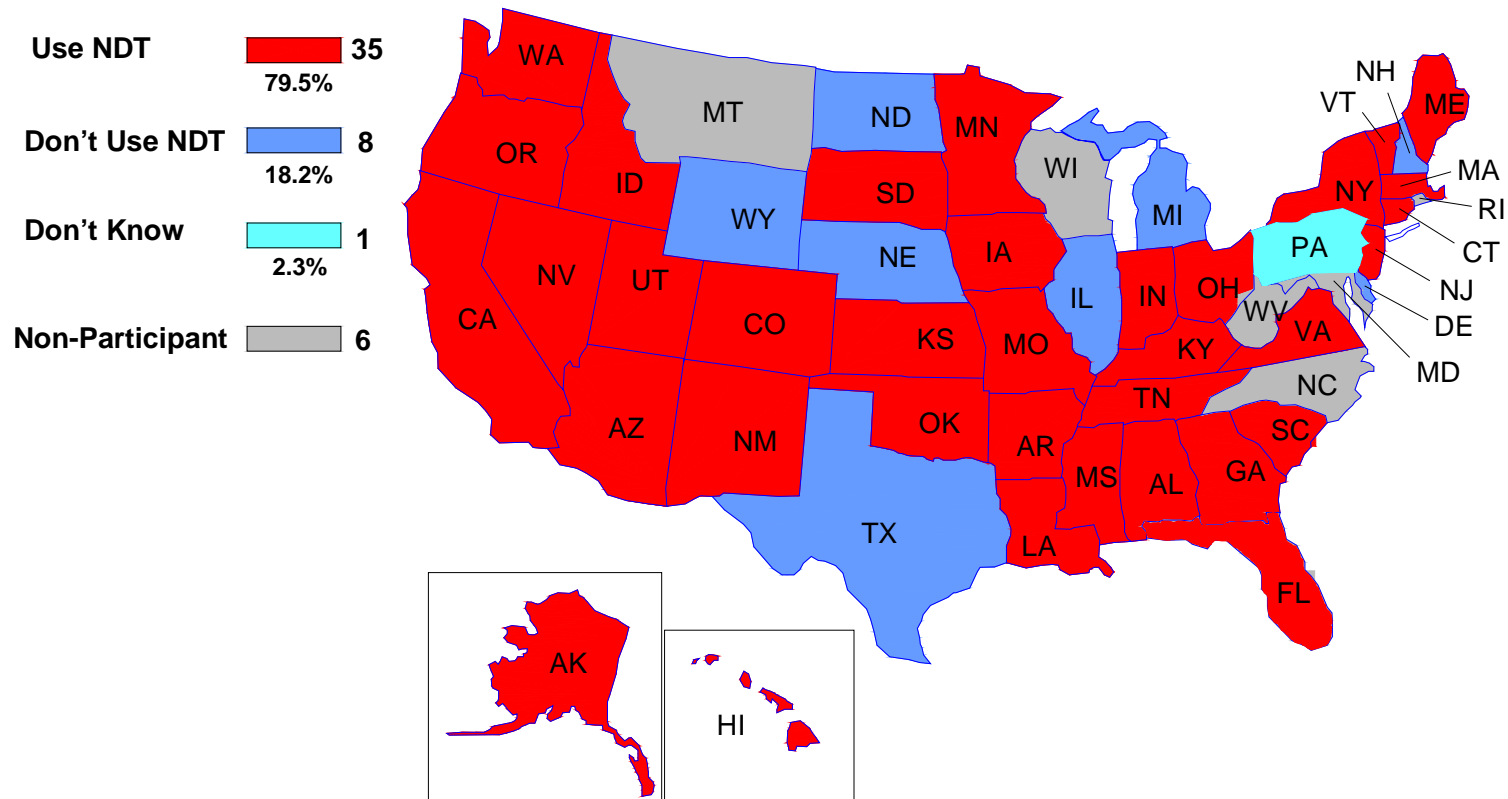 Use NDT 35
79.5%
Don't Use NDT 8
18.2%
Don't Know 1
2.3%
Non-Participant 6
WA
MT
ND
MN
NH
VT
ME
OR
ID
SD
WI
MA
NY
RI
WY
MI
CT
PA
NV
UT
NE
IA
NJ
IL
IN
OH
WV
DE
CA
CO
KS
MO
KY
VA
MD
NC
TN
AZ
NM
OK
AR
SC
MS
AL
GA
TX
LA
FL
AK
HI